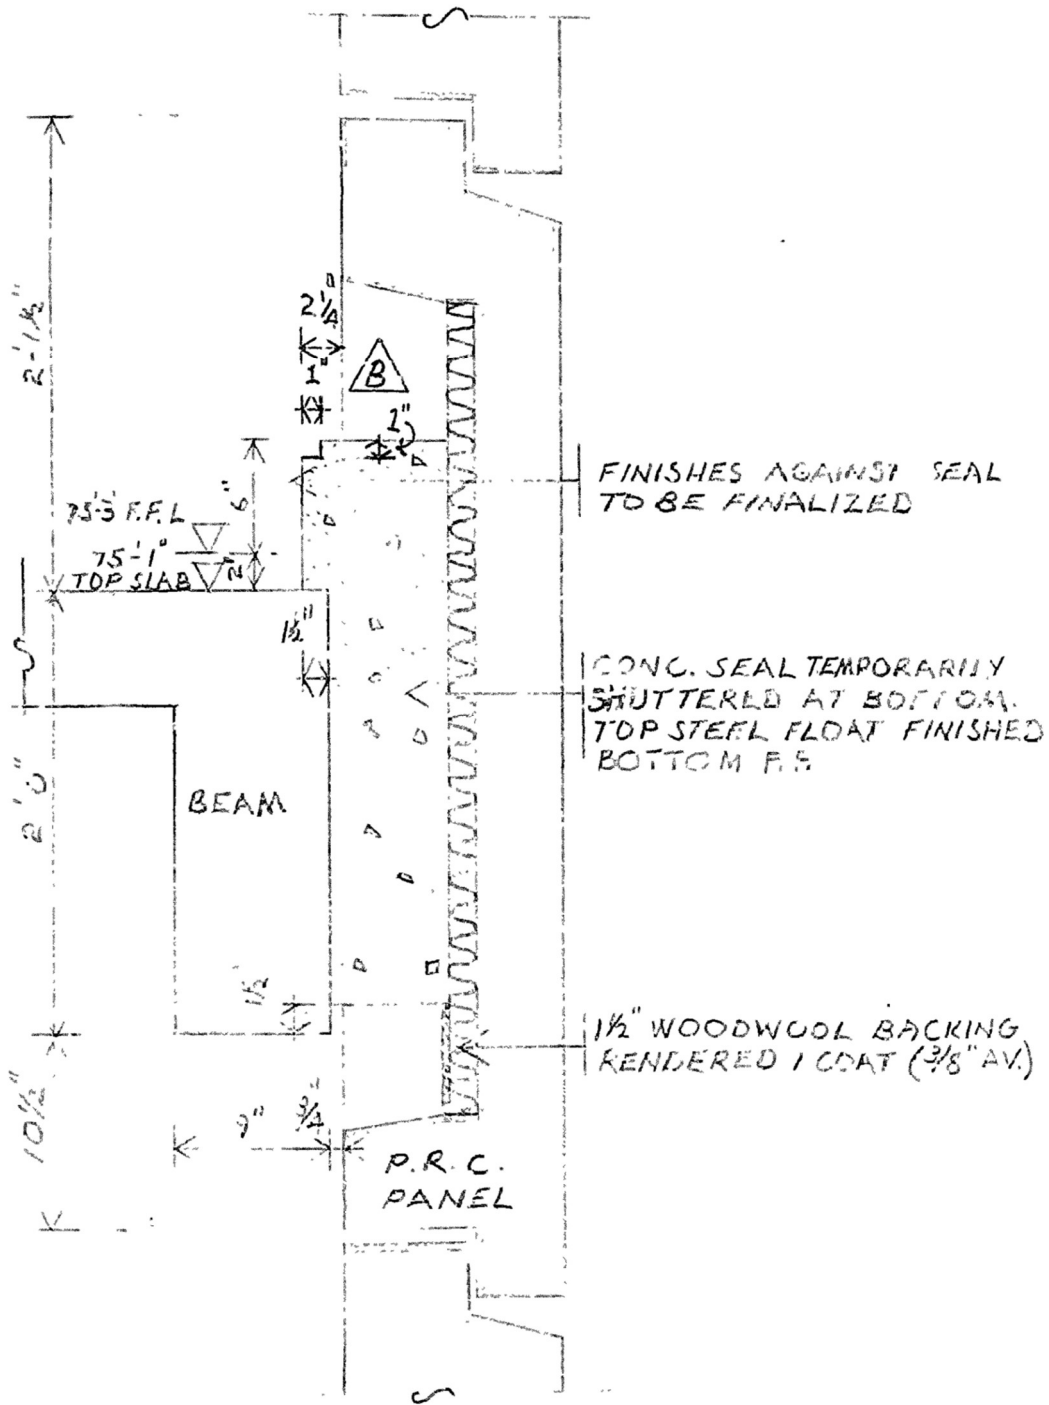 2'-1½"
2¼"
1"
B
1"
6"
FINISHES AGAINST SEAL
TO BE FINALIZED
75'-3" F.F.L
75'-1"
TOP SLAB
2"
1½"
CONC. SEAL TEMPORARILY
SHUTTERED AT BOTTOM.
TOP STEEL FLOAT FINISHED
BOTTOM F.F.
2'-0"
BEAM
1½"
1½" WOODWOOL BACKING
RENDERED 1 COAT (3/8" AV.)
10½"
9"
3/4"
P.R.C.
PANEL